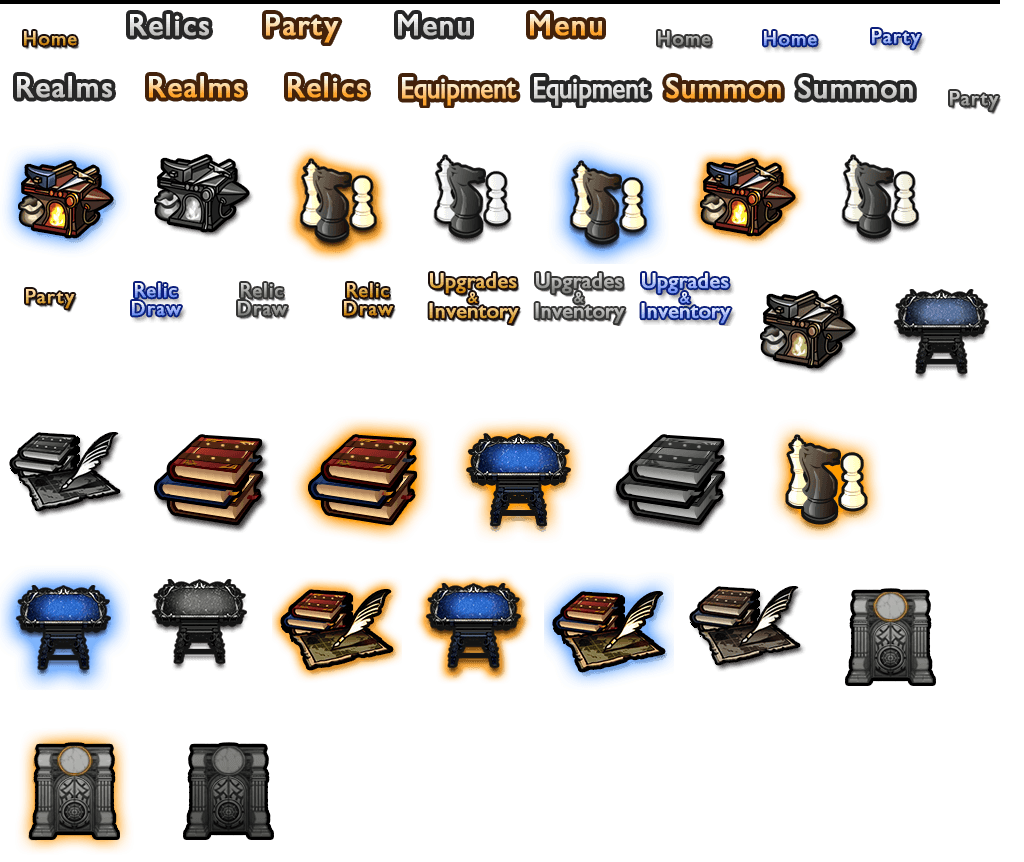 Home
Relics
Party
Menu
Menu
Home
Home
Party
Realms
Realms
Relics
Equipment
Equipment
Summon
Summon
Party
Party
Relic
Draw
Relic
Draw
Relic
Draw
Upgrades
&
Inventory
Upgrades
&
Inventory
Upgrades
&
Inventory